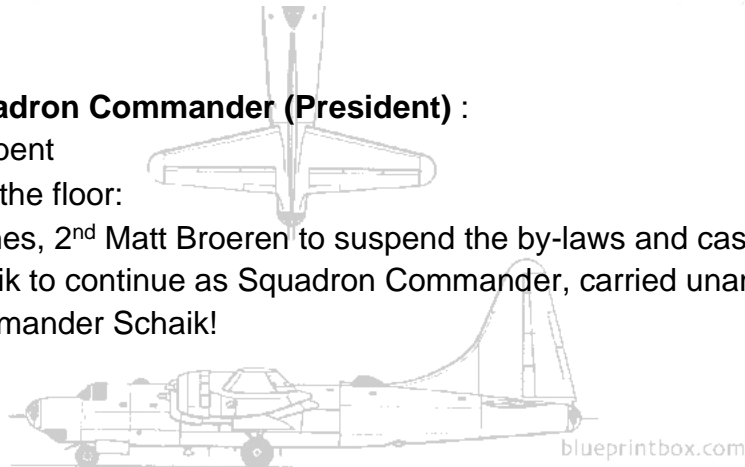 adron Commander (President) :
the floor:
nes, 2nd Matt Broeren to suspend the by-laws and cas
ik to continue as Squadron Commander, carried unar
mander Schaik!
blueprintbox.com